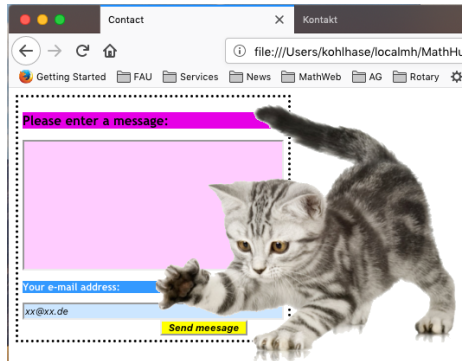 Contact
Kontakt
file:///Users/kohlhase/localmh/MathHu
Getting Started FAU Services News MathWeb AG Rotary
Please enter a message:
Your e-mail address:
xx@xx.de
Send meesage